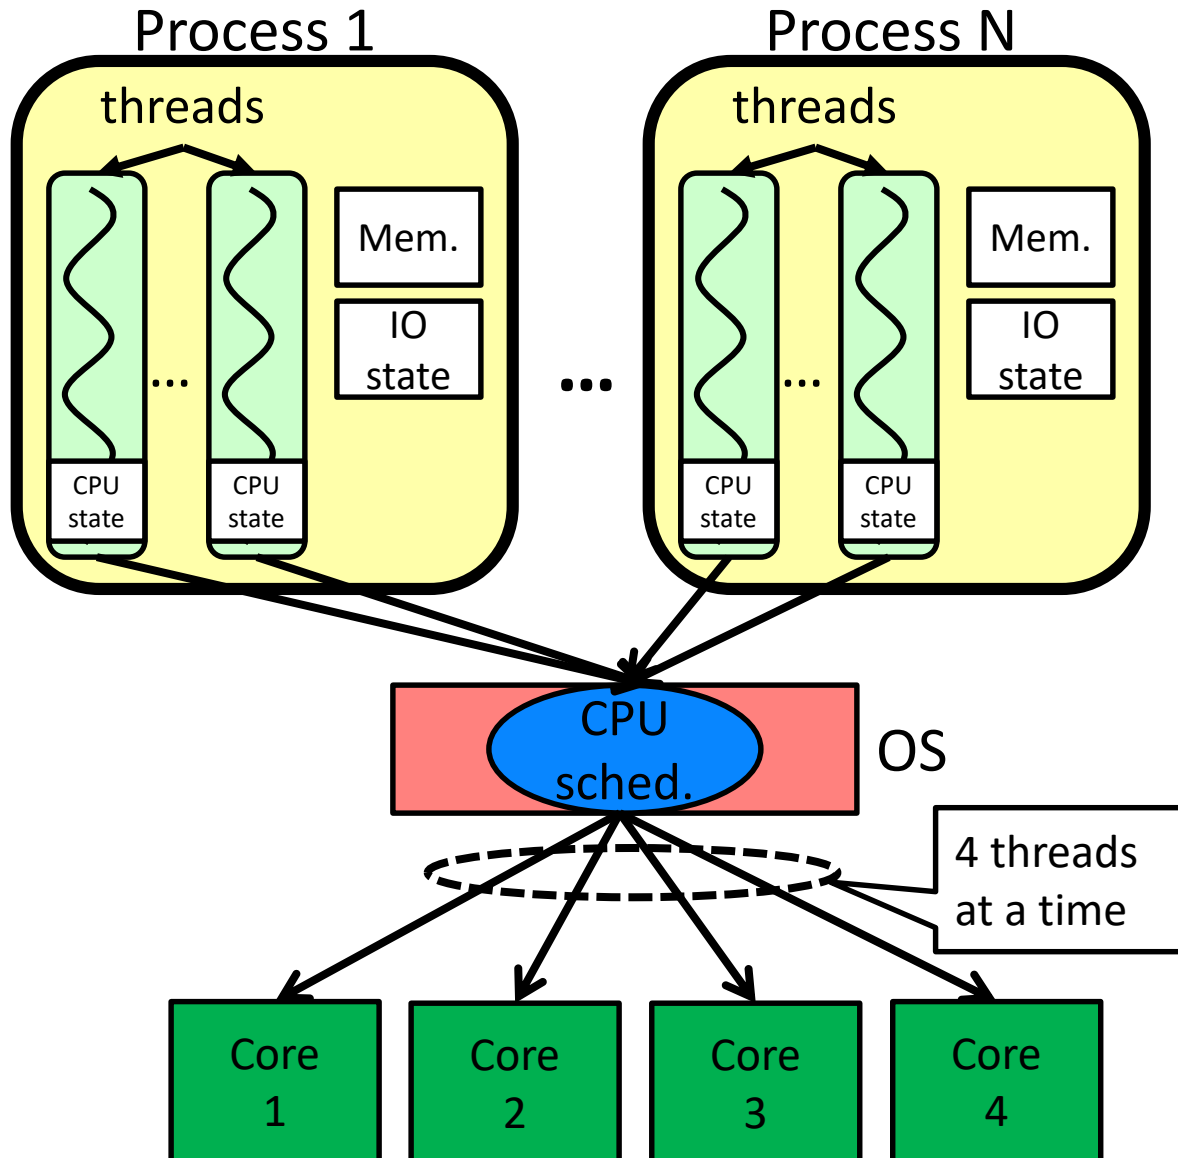 Process 1
Process N
threads
threads
Mem.
IO
state
Mem.
IO
state
...
...
...
CPU
state
CPU
state
CPU
state
CPU
state
CPU
sched.
OS
4 threads
at a time
Core
1
Core
2
Core
3
Core
4